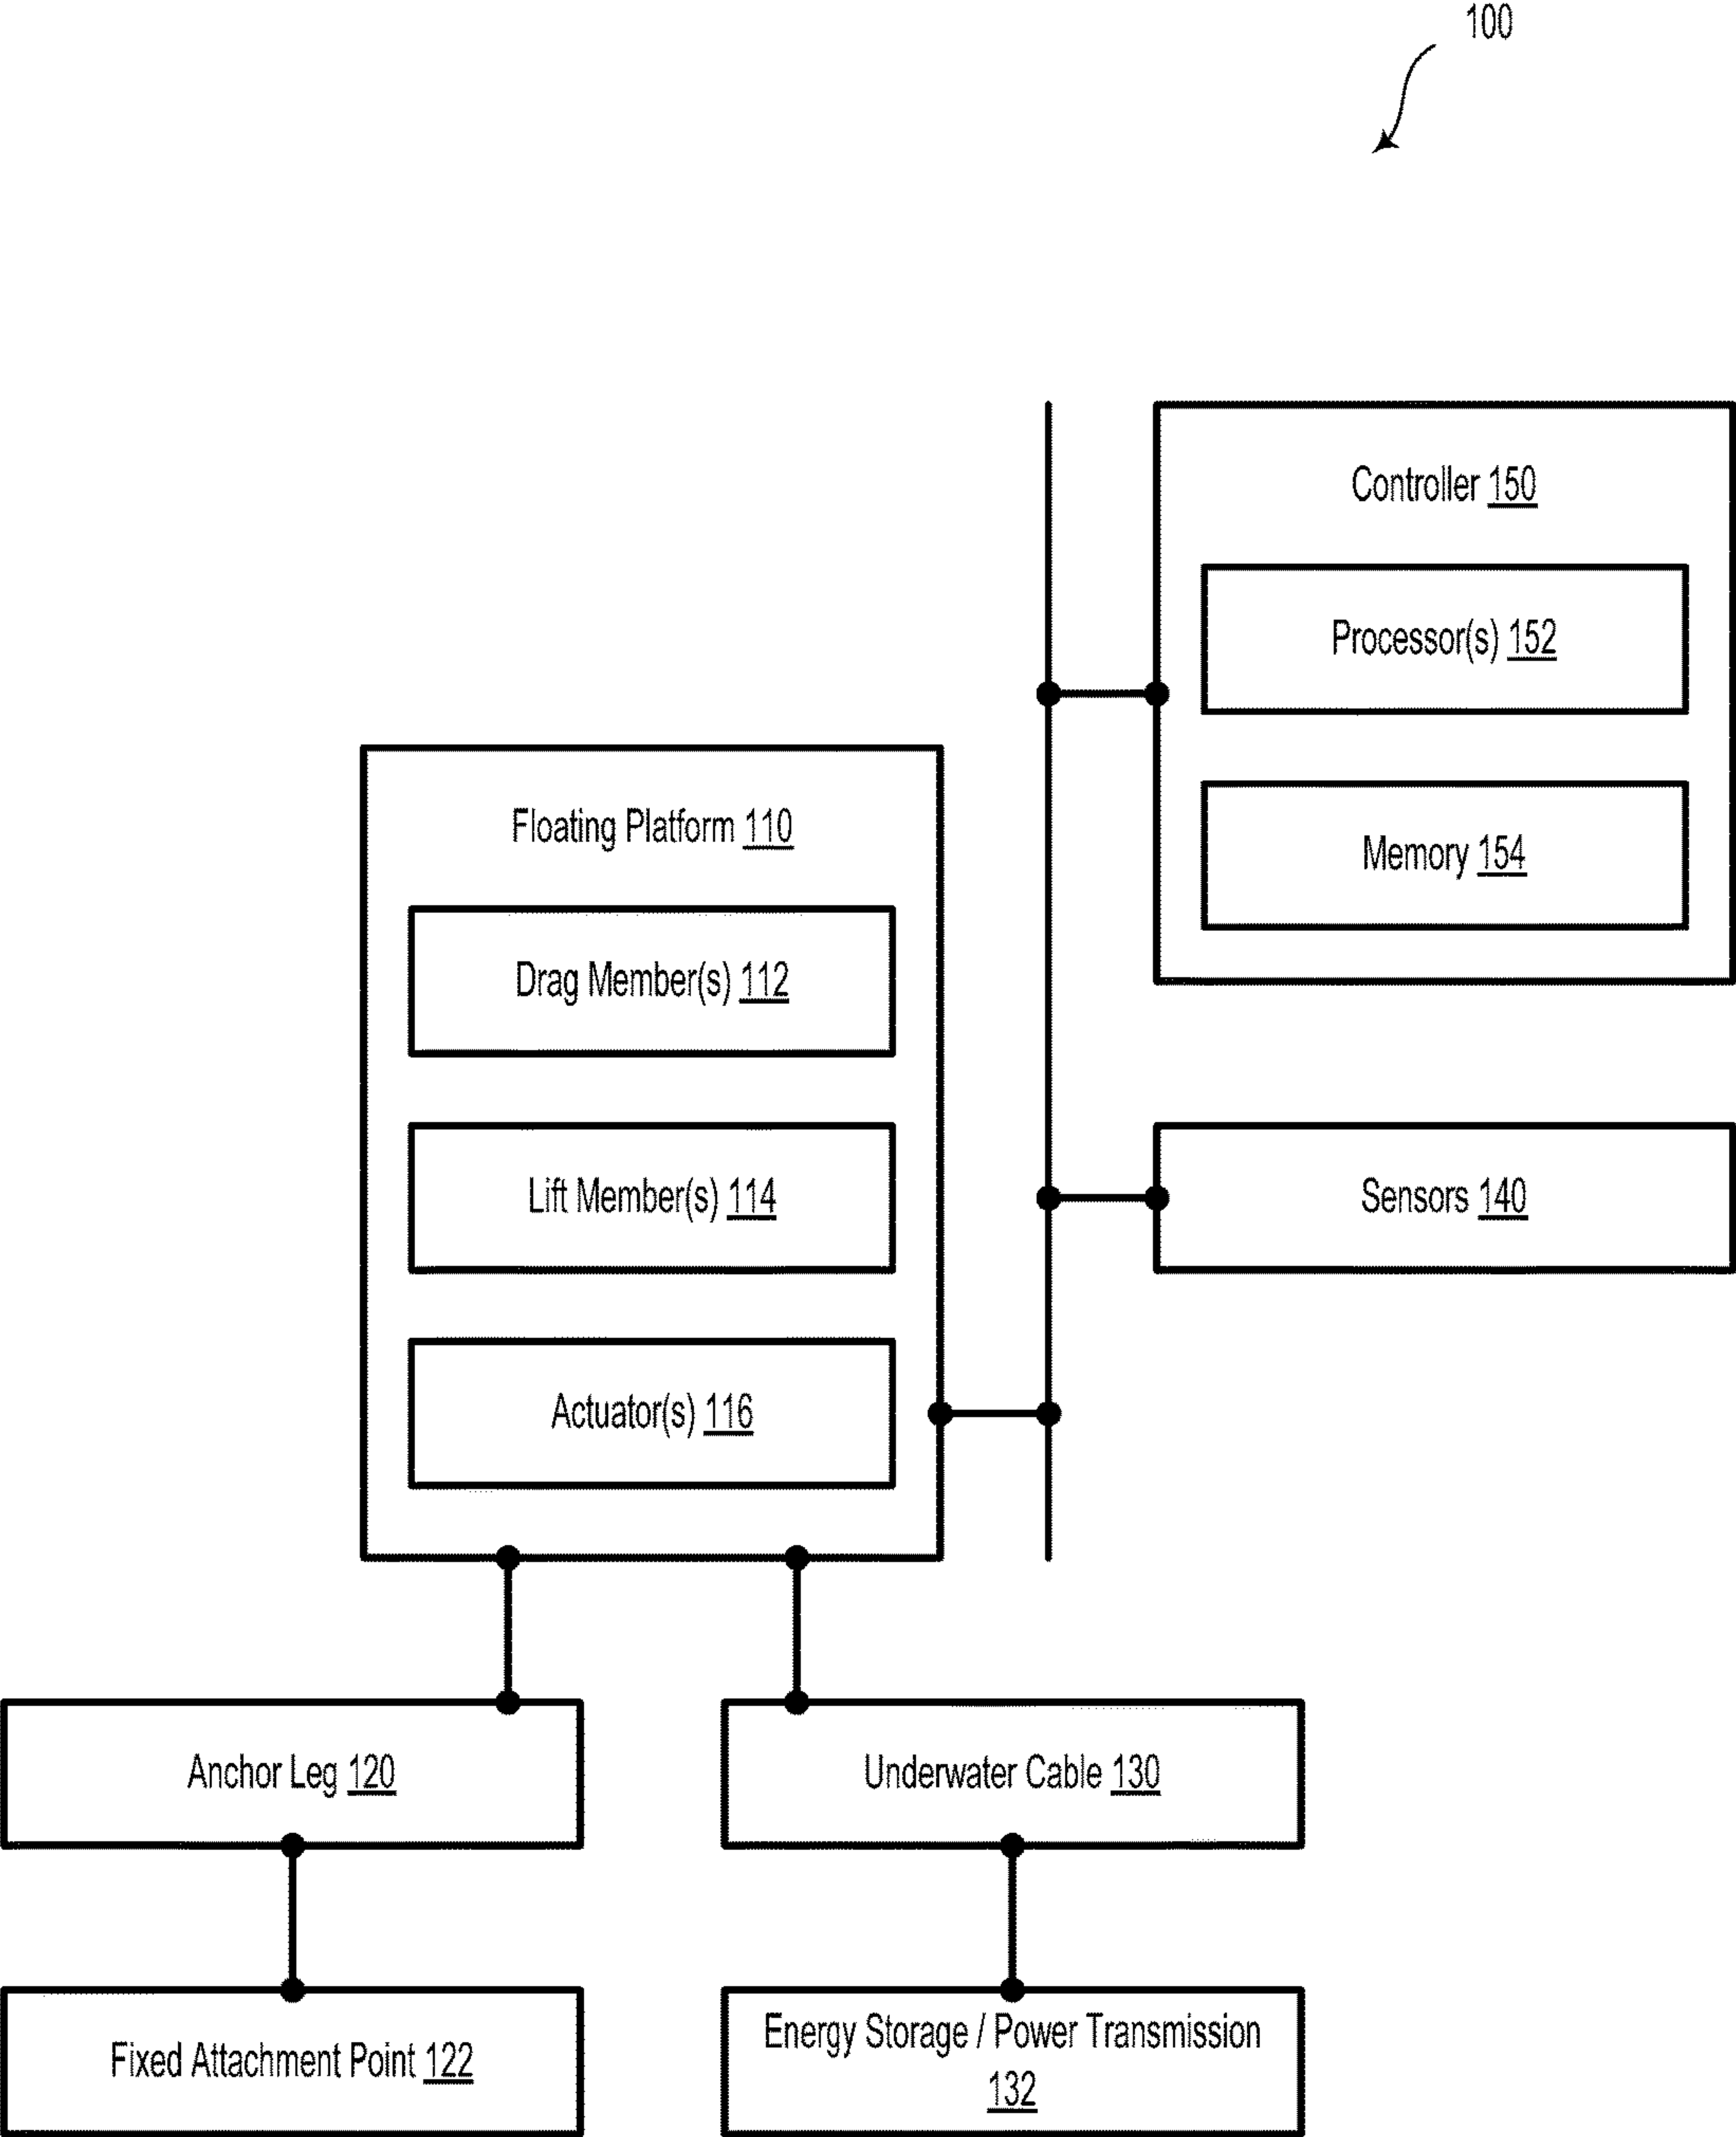 100
Controller 150
Processor(s) 152
Memory 154
Floating Platform 110
Drag Member(s) 112
Lift Member(s) 114
Actuator(s) 116
Sensors 140
Anchor Leg 120
Underwater Cable 130
Fixed Attachment Point 122
Energy Storage / Power Transmission
132